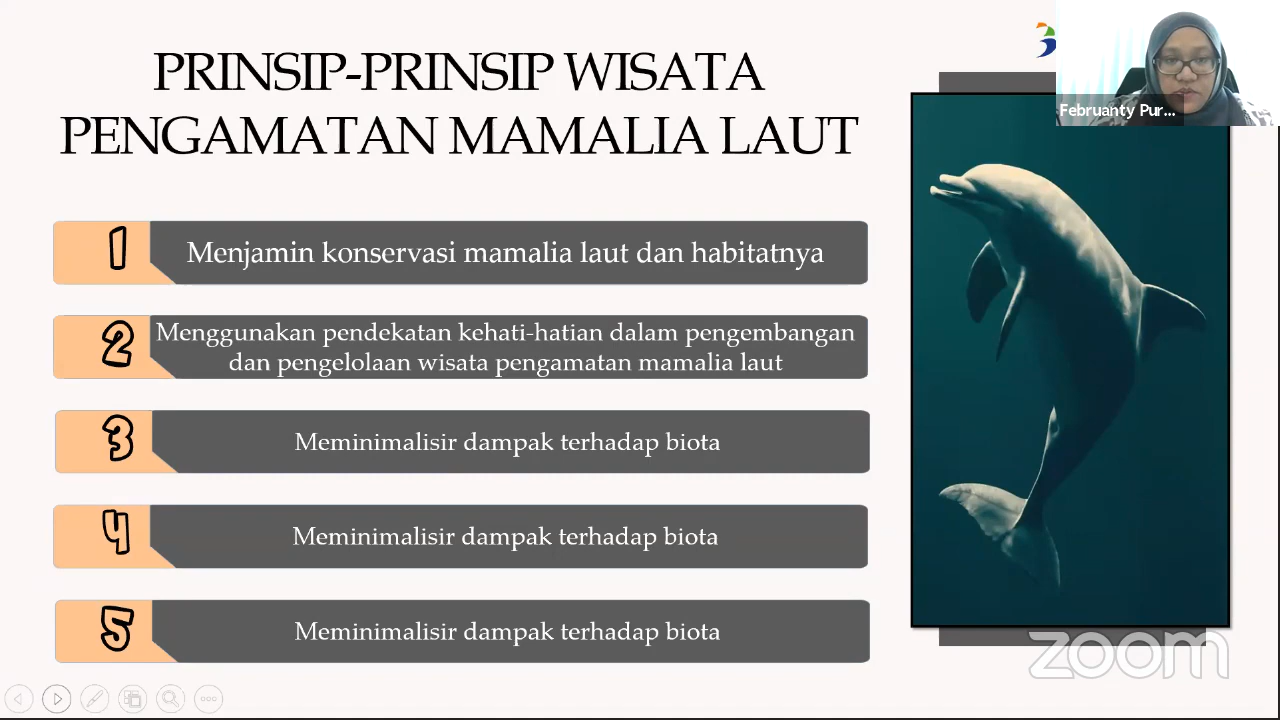 PRINSIP-PRINSIP WISATA
PENGAMATAN MAMALIA LAUT
Februanty Pur...
1
Menjamin konservasi mamalia laut dan habitatnya
2
Menggunakan pendekatan kehati-hatian dalam pengembangan
dan pengelolaan wisata pengamatan mamalia laut
3
Meminimalisir dampak terhadap biota
4
Meminimalisir dampak terhadap biota
5
Meminimalisir dampak terhadap biota
zoom